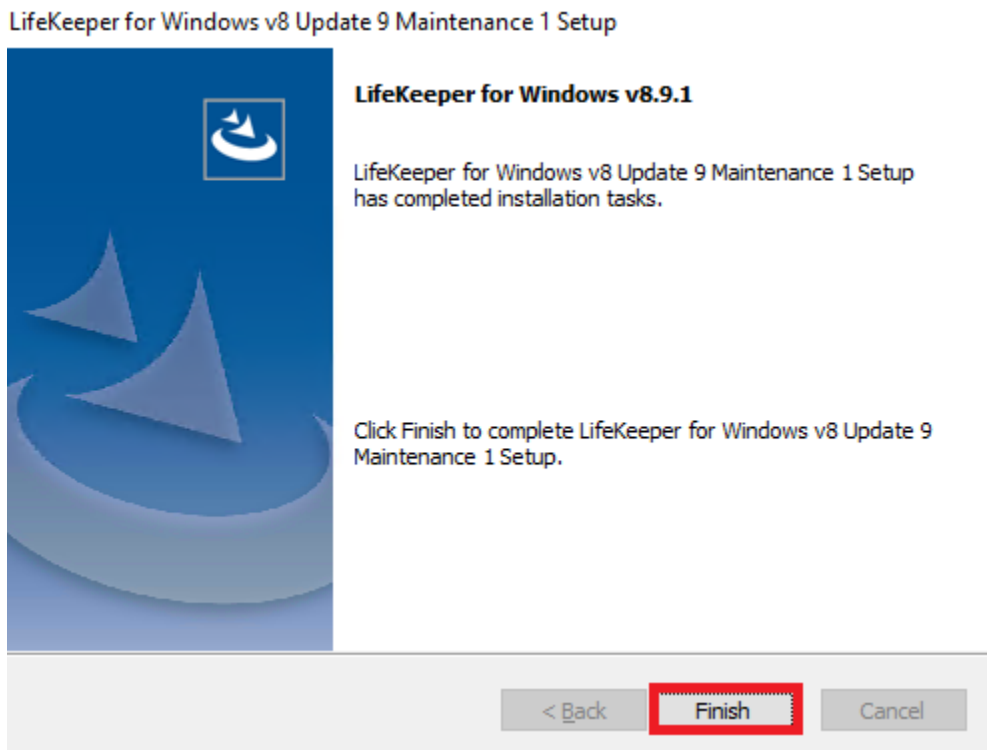 LifeKeeper for Windows v8 Update 9 Maintenance 1 Setup
LifeKeeper for Windows v8.9.1
LifeKeeper for Windows v8 Update 9 Maintenance 1 Setup
has completed installation tasks.
Click Finish to complete LifeKeeper for Windows v8 Update 9
Maintenance 1 Setup.
< Back
Finish
Cancel